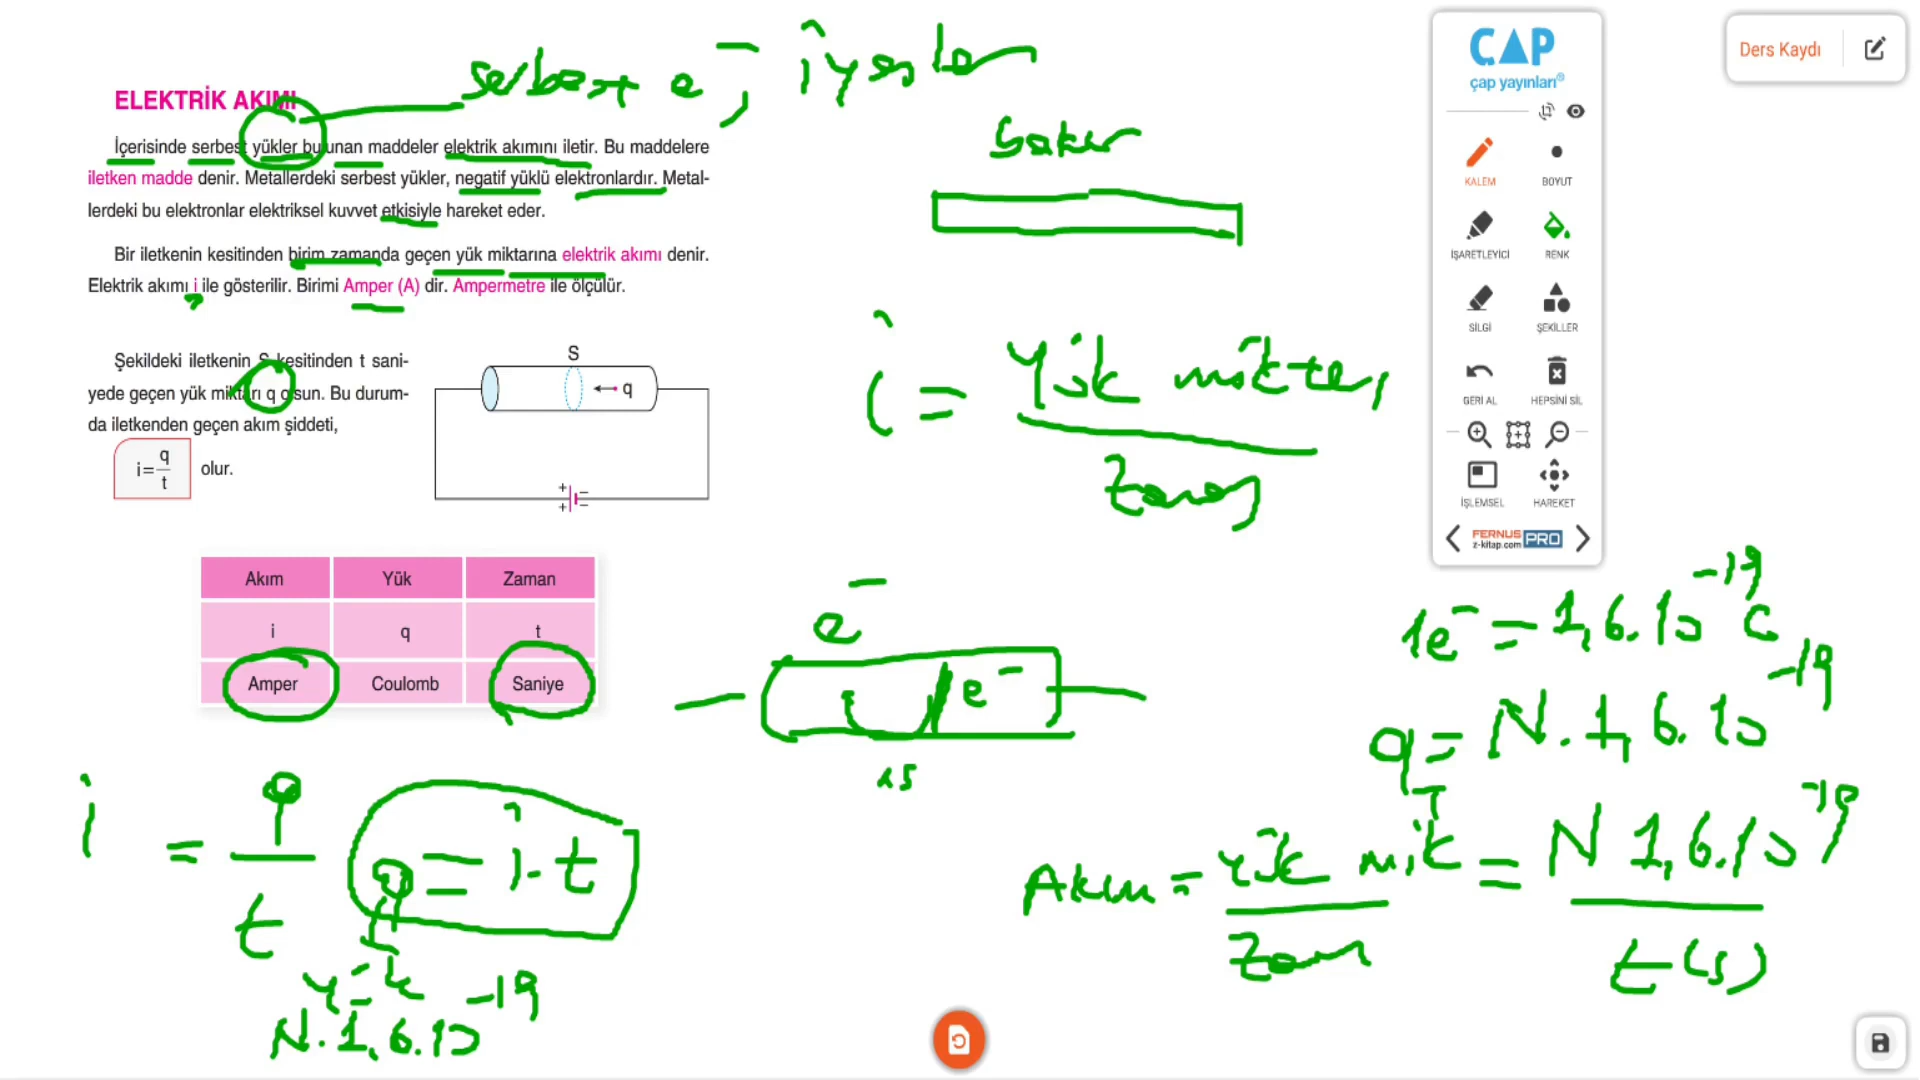 ELEKTRİK AKIMI
serbest e⁻, iyonlar
İçerisinde serbest yükler bulunan maddeler elektrik akımını iletir. Bu maddelere
iletken madde denir. Metallerdeki serbest yükler, negatif yüklü elektronlardır. Metal-
lerdeki bu elektronlar elektriksel kuvvet etkisiyle hareket eder.
Bir iletkenin kesitinden birim zamanda geçen yük miktarına elektrik akımı denir.
Elektrik akımı i ile gösterilir. Birimi Amper (A) dir. Ampermetre ile ölçülür.
Şekildeki iletkenin S kesitinden t sani-
yede geçen yük miktarı q olsun. Bu durum-
da iletkenden geçen akım şiddeti,
i=q/t olur.
S
q
+ −
+ −
Akım Yük Zaman
i q t
Amper Coulomb Saniye
i = q/t
q = i.t
Yük
N.1,6.10⁻¹⁹
bakır
i = Yük miktarı
Zaman
e⁻
e⁻
1s
1e⁻ = 1,6.10⁻¹⁹ C
q = N.1,6.10⁻¹⁹
Akım = Yük mik / Zam = N 1,6.10⁻¹⁹ / t(s)
ÇAP
çap yayınları®
KALEM BOYUT
İŞARETLEYİCİ RENK
SİLGİ ŞEKİLLER
GERİ AL HEPSİNİ SİL
İŞLEMSEL HAREKET
FERNUS
z-kitap.com PRO
Ders Kaydı